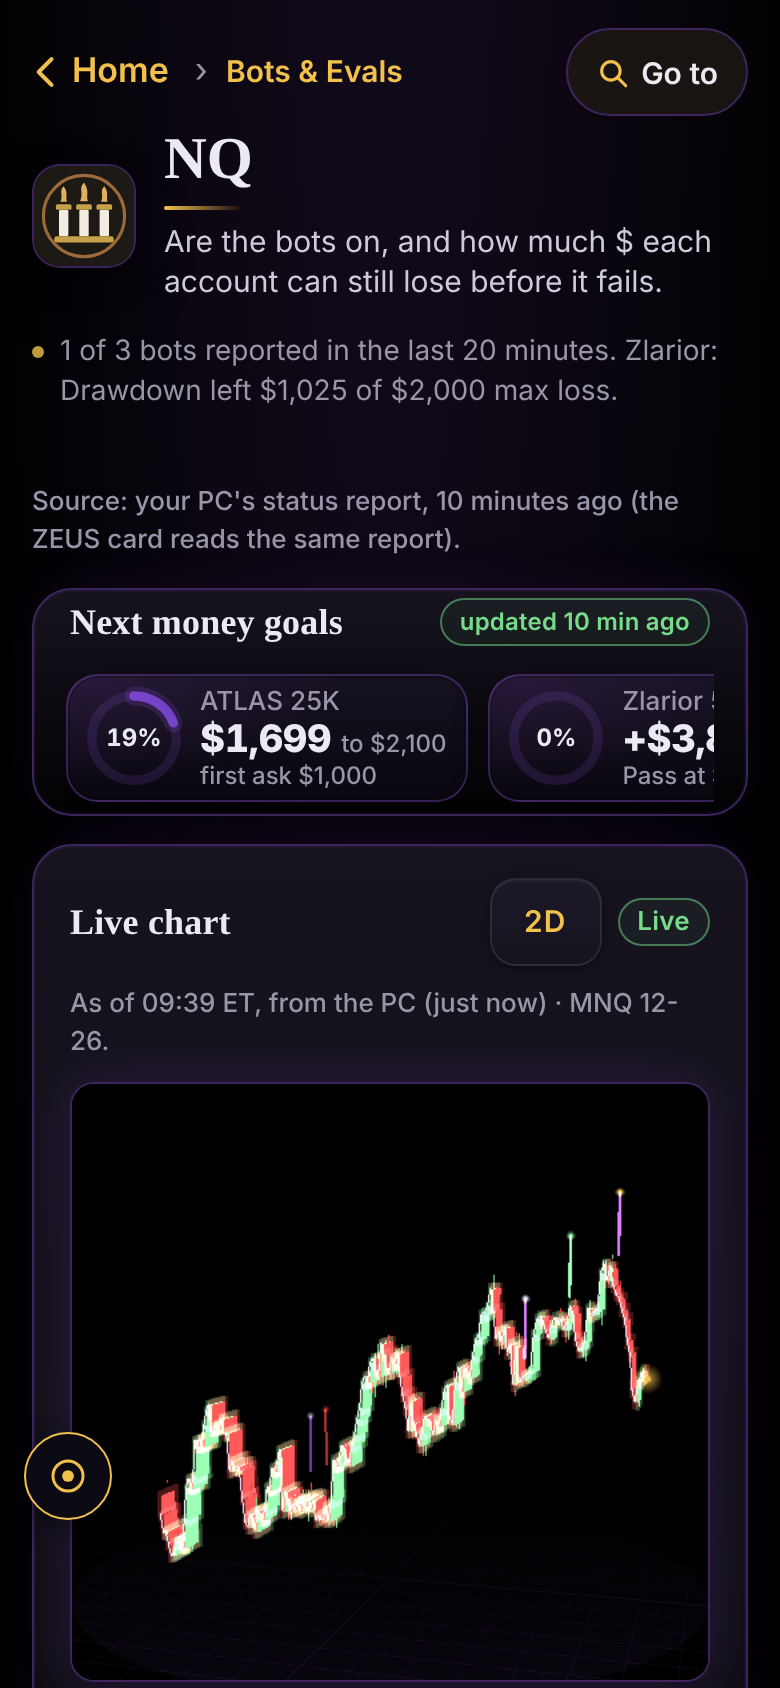 Home › Bots & Evals
Go to
NQ
Are the bots on, and how much $ each
account can still lose before it fails.
1 of 3 bots reported in the last 20 minutes. Zlarior:
Drawdown left $1,025 of $2,000 max loss.
Source: your PC's status report, 10 minutes ago (the
ZEUS card reads the same report).
Next money goals
updated 10 min ago
19%
ATLAS 25K
$1,699 to $2,100
first ask $1,000
0%
Zlarior
+$3,
Pass at
Live chart
2D
Live
As of 09:39 ET, from the PC (just now) · MNQ 12-
26.